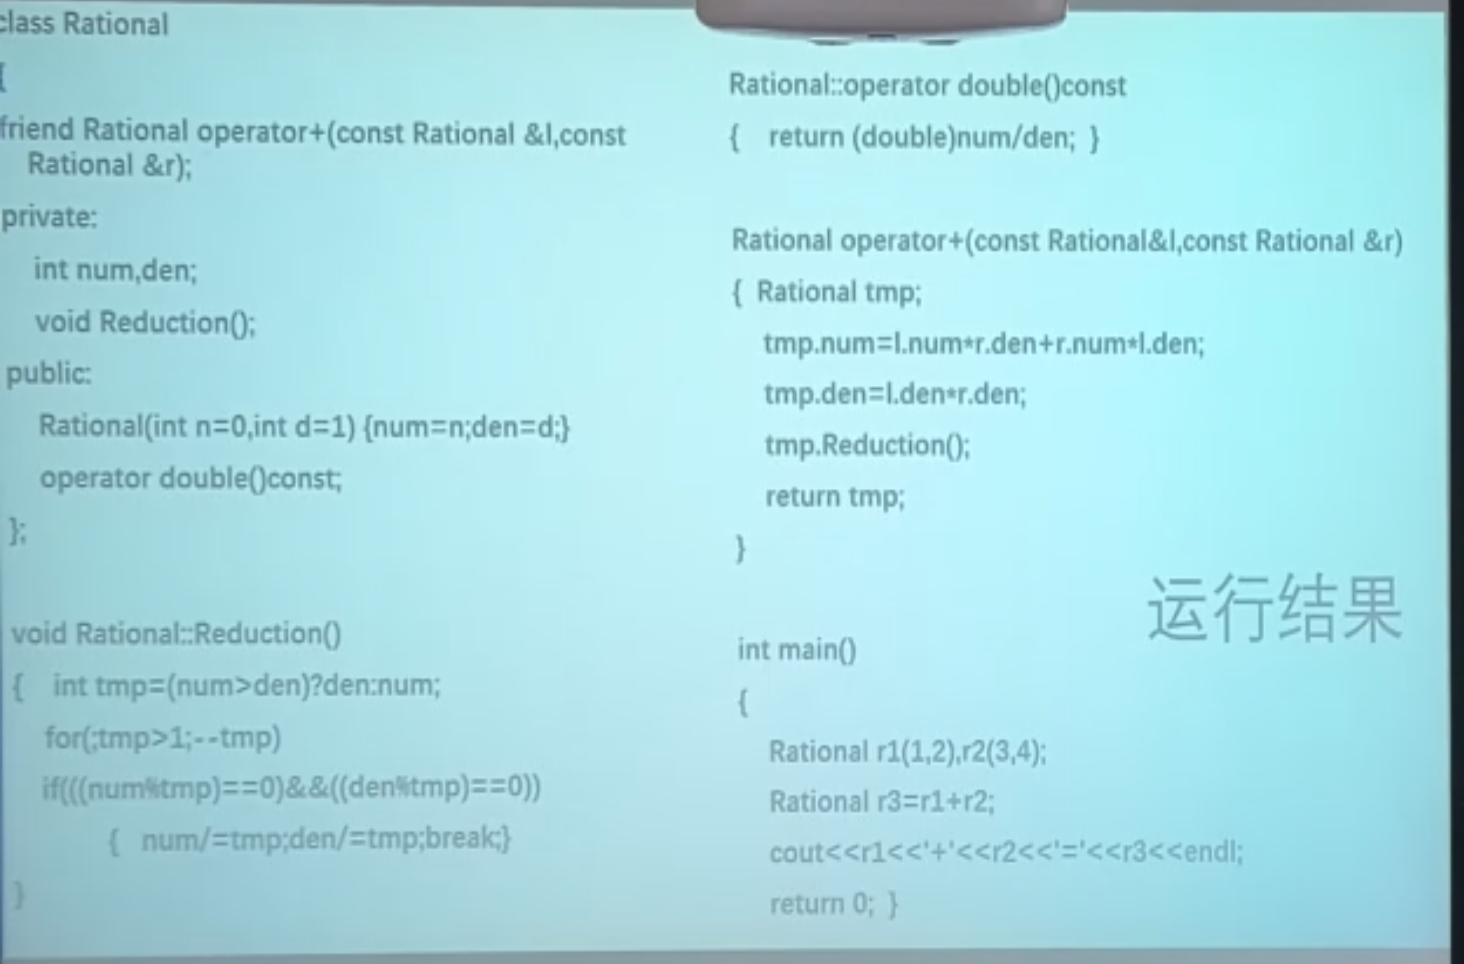 class Rational
{
friend Rational operator+(const Rational &l,const
Rational &r);
private:
int num,den;
void Reduction();
public:
Rational(int n=0,int d=1) {num=n;den=d;}
operator double()const;
};
void Rational::Reduction()
{ int tmp=(num>den)?den:num;
for(;tmp>1;--tmp)
if(((num%tmp)==0)&&((den%tmp)==0))
{ num/=tmp;den/=tmp;break;}
}
Rational::operator double()const
{ return (double)num/den; }
Rational operator+(const Rational&l,const Rational &r)
{ Rational tmp;
tmp.num=l.num*r.den+r.num*l.den;
tmp.den=l.den*r.den;
tmp.Reduction();
return tmp;
}
运行结果
int main()
{
Rational r1(1,2),r2(3,4);
Rational r3=r1+r2;
cout<<r1<<'+'<<r2<<'='<<r3<<endl;
return 0; }